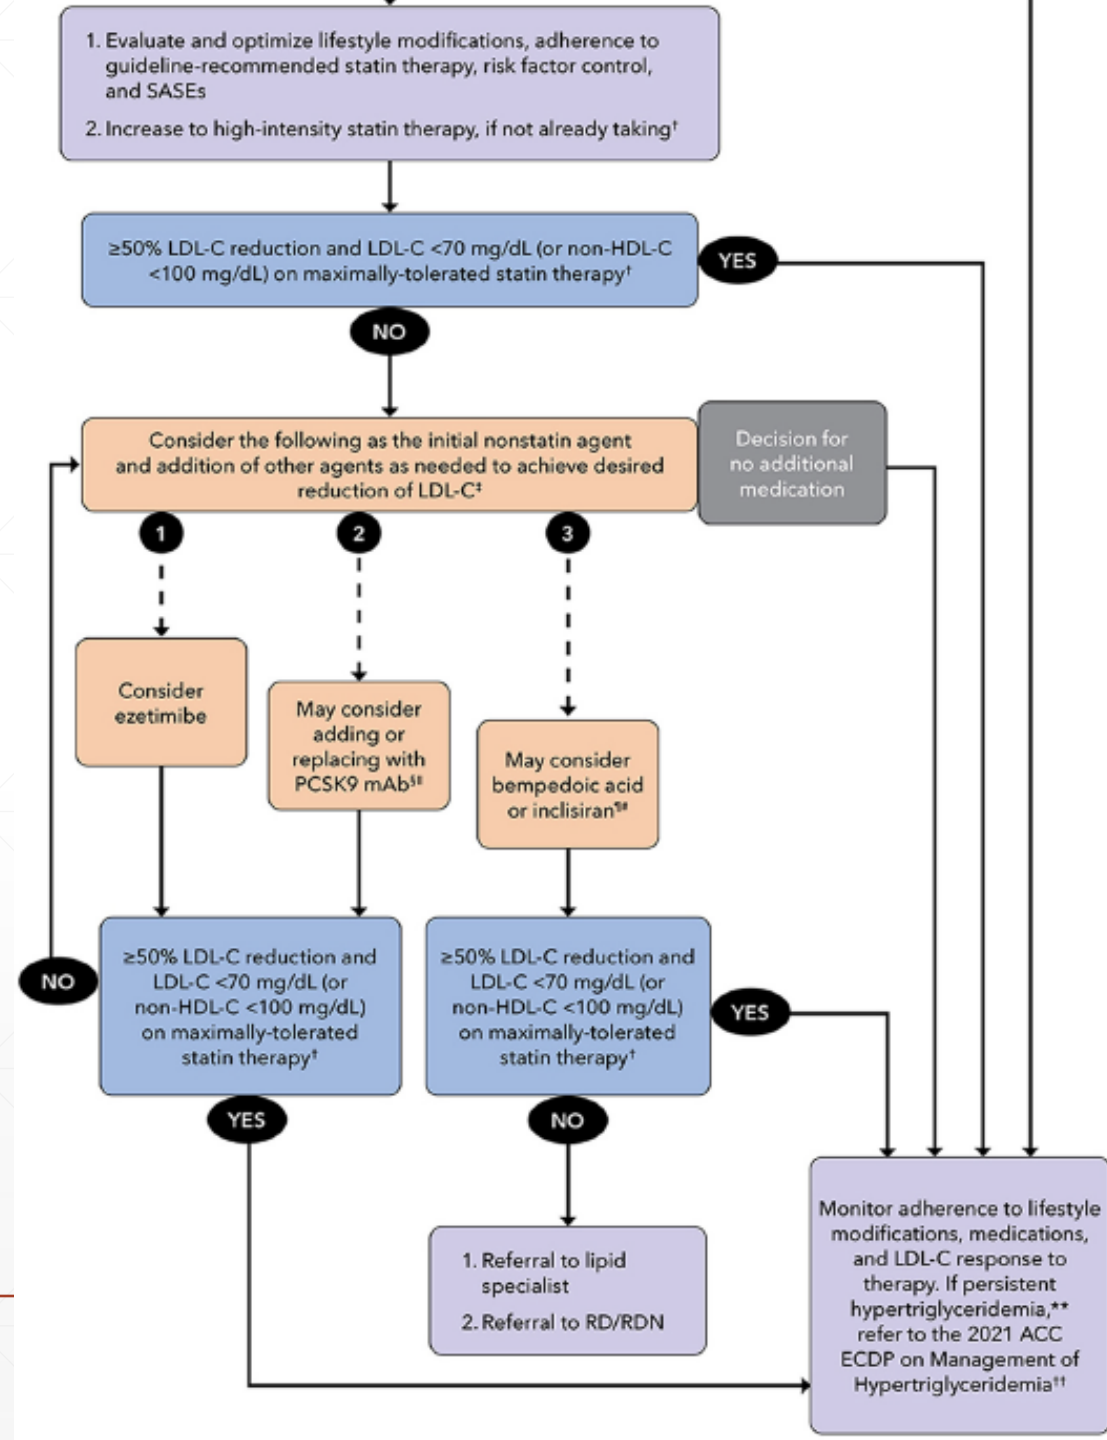 1. Evaluate and optimize lifestyle modifications, adherence to
guideline-recommended statin therapy, risk factor control,
and SASEs
2. Increase to high-intensity statin therapy, if not already taking†
≥50% LDL-C reduction and LDL-C <70 mg/dL (or non-HDL-C
<100 mg/dL) on maximally-tolerated statin therapy†
YES
NO
Consider the following as the initial nonstatin agent
and addition of other agents as needed to achieve desired
reduction of LDL-C‡
Decision for
no additional
medication
1
2
3
Consider
ezetimibe
May consider
adding or
replacing with
PCSK9 mAb§‖
May consider
bempedoic acid
or inclisiran¶#
NO
≥50% LDL-C reduction and
LDL-C <70 mg/dL (or
non-HDL-C <100 mg/dL)
on maximally-tolerated
statin therapy†
≥50% LDL-C reduction and
LDL-C <70 mg/dL (or
non-HDL-C <100 mg/dL)
on maximally-tolerated
statin therapy†
YES
YES
NO
1. Referral to lipid
specialist
2. Referral to RD/RDN
Monitor adherence to lifestyle
modifications, medications,
and LDL-C response to
therapy. If persistent
hypertriglyceridemia,**
refer to the 2021 ACC
ECDP on Management of
Hypertriglyceridemia††